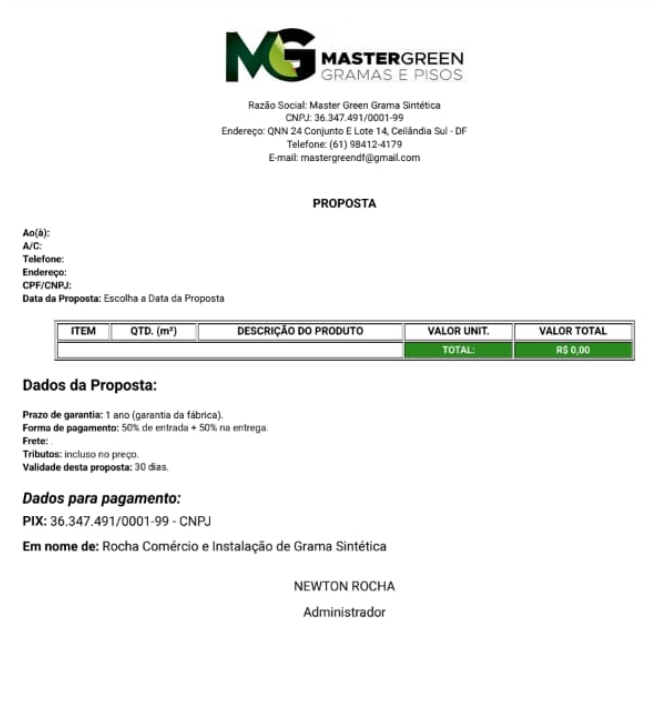 MG MASTERGREEN
GRAMAS E PISOS
Razão Social: Master Green Grama Sintética
CNPJ: 36.347.491/0001-99
Endereço: QNN 24 Conjunto E Lote 14, Ceilândia Sul - DF
Telefone: (61) 98412-4179
E-mail: mastergreendf@gmail.com
PROPOSTA
Ao(à):
A/C:
Telefone:
Endereço:
CPF/CNPJ:
Data da Proposta: Escolha a Data da Proposta
ITEM QTD. (m²) DESCRIÇÃO DO PRODUTO VALOR UNIT. VALOR TOTAL
TOTAL: R$ 0,00
Dados da Proposta:
Prazo de garantia: 1 ano (garantia da fábrica).
Forma de pagamento: 50% de entrada + 50% na entrega.
Frete: .
Tributos: incluso no preço.
Validade desta proposta: 30 dias.
Dados para pagamento:
PIX: 36.347.491/0001-99 - CNPJ
Em nome de: Rocha Comércio e Instalação de Grama Sintética
NEWTON ROCHA
Administrador